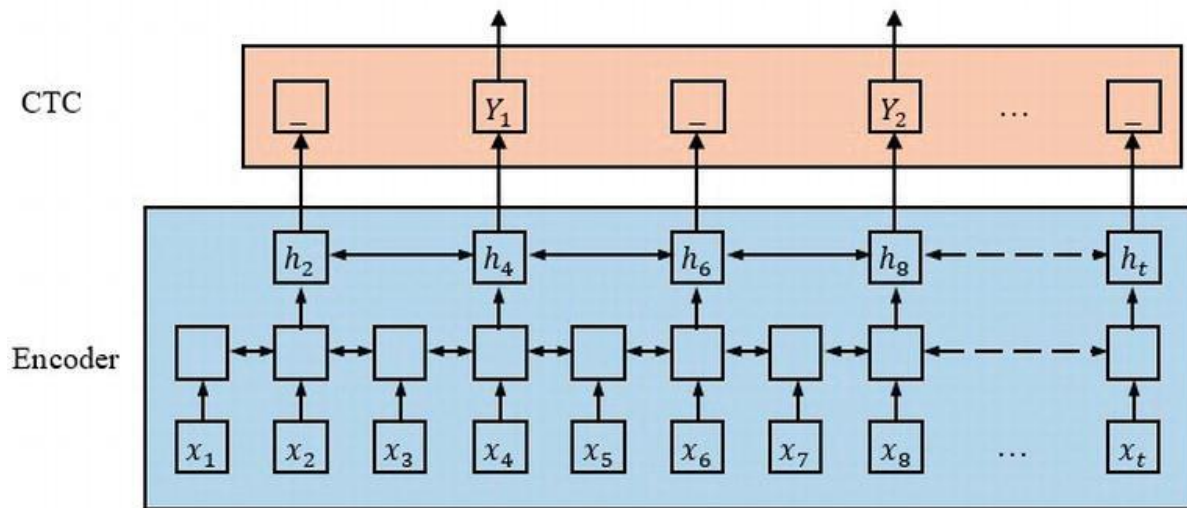 CTC
_ Y₁ _ Y₂ ... _
h₂ h₄ h₆ h₈ hₜ
Encoder
x₁ x₂ x₃ x₄ x₅ x₆ x₇ x₈ ... xₜ